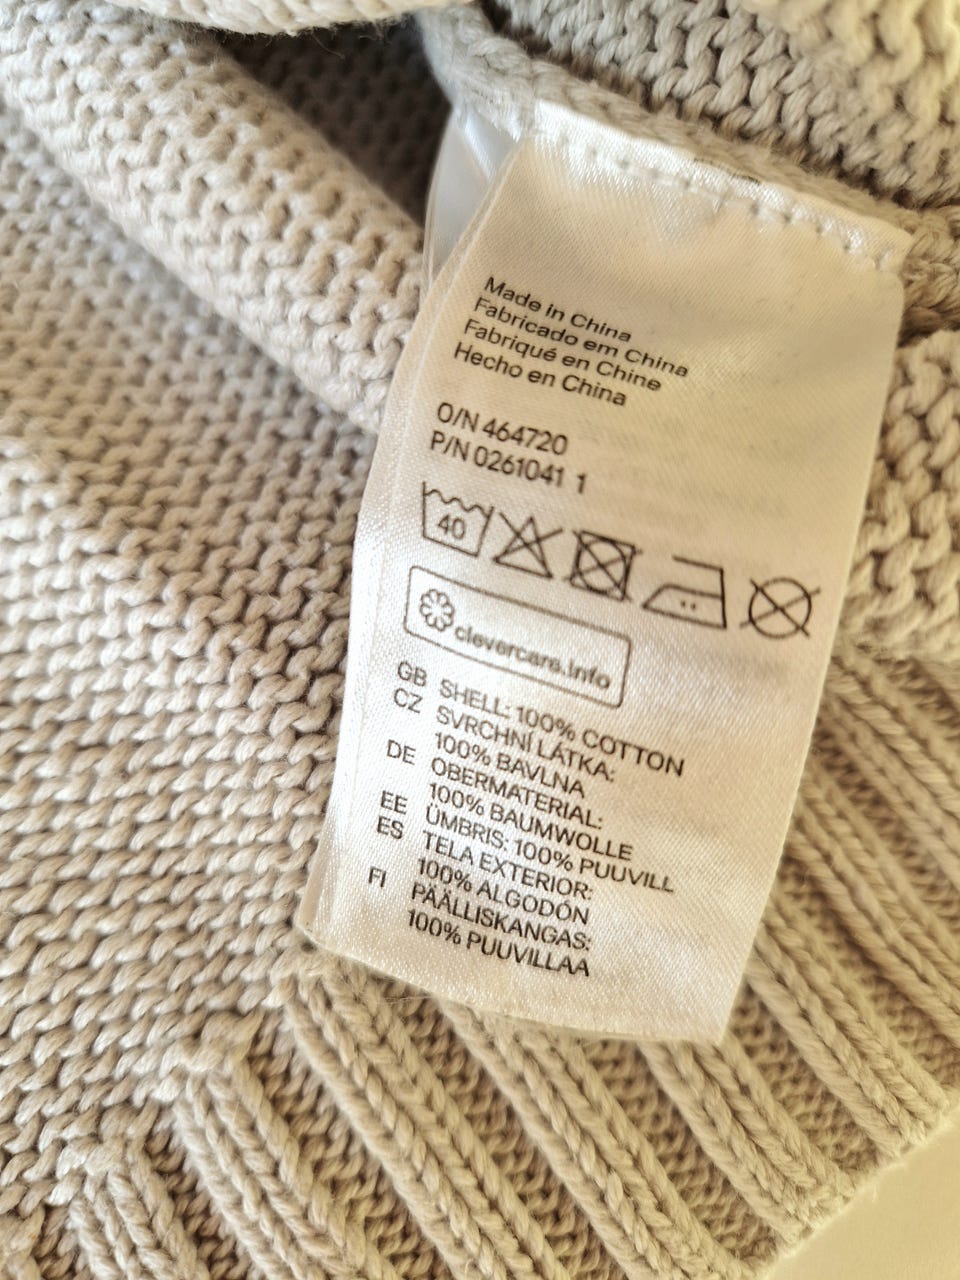 Made in China
Fabricado em China
Fabriqué en Chine
Hecho en China
O/N 464720
P/N 0261041 1
40
clevercare.info
GB SHELL: 100% COTTON
CZ SVRCHNÍ LÁTKA:
100% BAVLNA
DE OBERMATERIAL:
100% BAUMWOLLE
EE ÜMBRIS: 100% PUUVILL
ES TELA EXTERIOR:
100% ALGODÓN
FI PÄÄLLISKANGAS:
100% PUUVILLAA